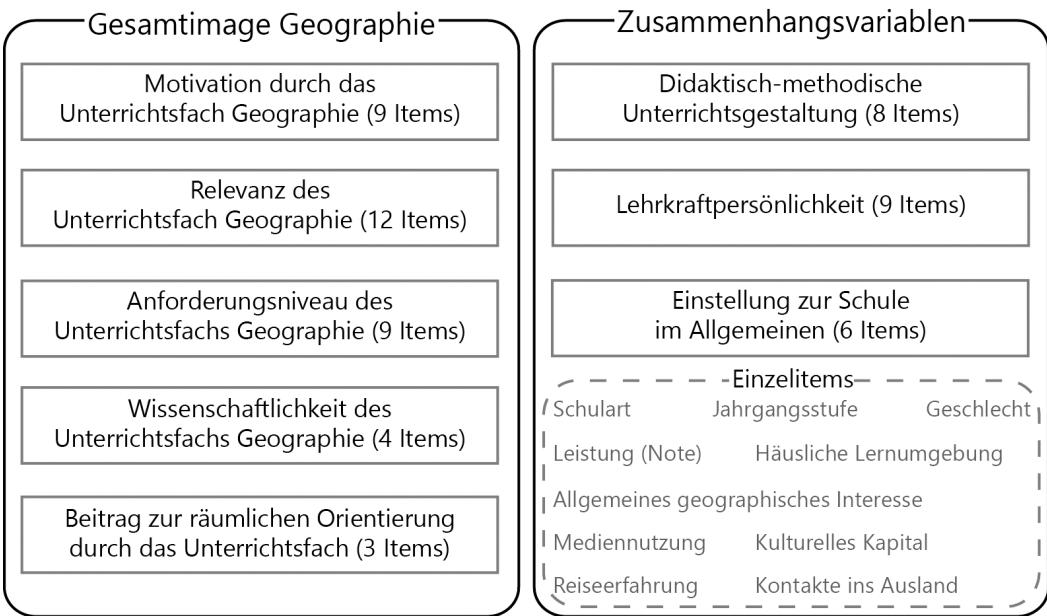 Gesamtimage Geographie
Motivation durch das
Unterrichtsfach Geographie (9 Items)
Relevanz des
Unterrichtsfach Geographie (12 Items)
Anforderungsniveau des
Unterrichtsfachs Geographie (9 Items)
Wissenschaftlichkeit des
Unterrichtsfachs Geographie (4 Items)
Beitrag zur räumlichen Orientierung
durch das Unterrichtsfach (3 Items)
Zusammenhangsvariablen
Didaktisch-methodische
Unterrichtsgestaltung (8 Items)
Lehrkraftpersönlichkeit (9 Items)
Einstellung zur Schule
im Allgemeinen (6 Items)
Einzelitems
Schulart Jahrgangsstufe Geschlecht
Leistung (Note) Häusliche Lernumgebung
Allgemeines geographisches Interesse
Mediennutzung Kulturelles Kapital
Reiseerfahrung Kontakte ins Ausland